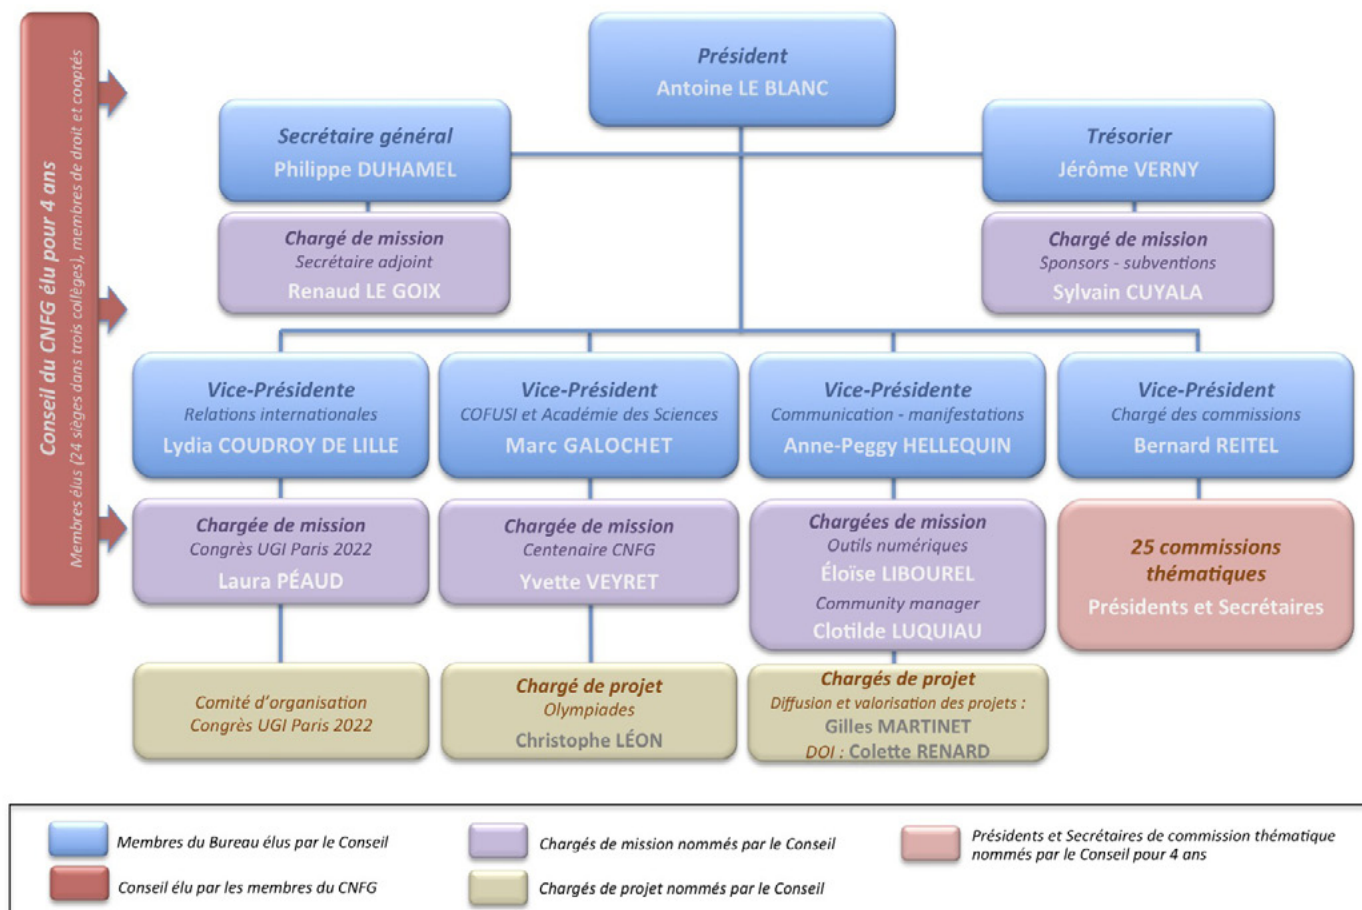 Conseil du CNFG élu pour 4 ans
Membres élus (24 sièges dans trois collèges), membres de droit et cooptés
Président
Antoine LE BLANC
Secrétaire général
Philippe DUHAMEL
Trésorier
Jérôme VERNY
Chargé de mission
Secrétaire adjoint
Renaud LE GOIX
Chargé de mission
Sponsors - subventions
Sylvain CUYALA
Vice-Présidente
Relations internationales
Lydia COUDROY DE LILLE
Vice-Président
COFUSI et Académie des Sciences
Marc GALOCHET
Vice-Présidente
Communication - manifestations
Anne-Peggy HELLEQUIN
Vice-Président
Chargé des commissions
Bernard REITEL
Chargée de mission
Congrès UGI Paris 2022
Laura PÉAUD
Chargée de mission
Centenaire CNFG
Yvette VEYRET
Chargées de mission
Outils numériques
Éloïse LIBOUREL
Community manager
Clotilde LUQUIAU
25 commissions
thématiques
Présidents et Secrétaires
Comité d'organisation
Congrès UGI Paris 2022
Chargé de projet
Olympiades
Christophe LÉON
Chargés de projet
Diffusion et valorisation des projets :
Gilles MARTINET
DOI : Colette RENARD
Membres du Bureau élus par le Conseil
Conseil élu par les membres du CNFG
Chargés de mission nommés par le Conseil
Chargés de projet nommés par le Conseil
Présidents et Secrétaires de commission thématique
nommés par le Conseil pour 4 ans